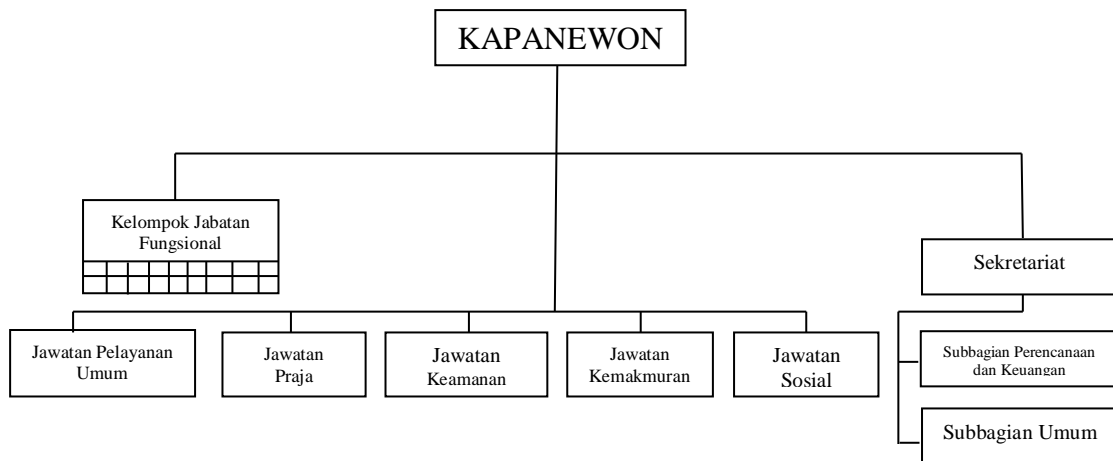 KAPANEWON
Kelompok Jabatan
Fungsional
Sekretariat
Jawatan Pelayanan
Umum
Jawatan
Praja
Jawatan
Keamanan
Jawatan
Kemakmuran
Jawatan
Sosial
Subbagian Perencanaan
dan Keuangan
Subbagian Umum